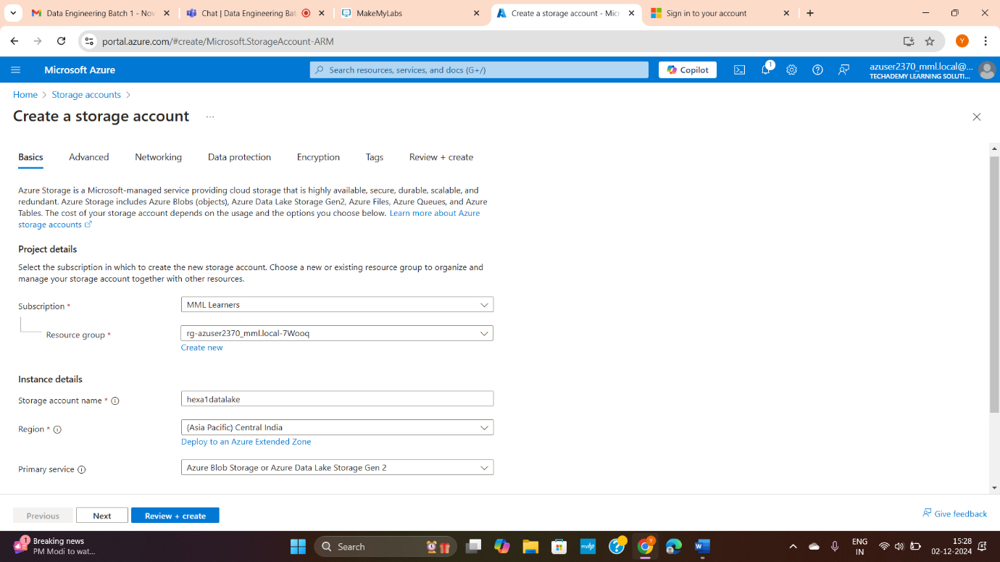 Data Engineering Batch 1 - Nov
Chat | Data Engineering Bat
MakeMyLabs
Create a storage account - Micr
Sign in to your account
portal.azure.com/#create/Microsoft.StorageAccount-ARM
Y
Microsoft Azure
Search resources, services, and docs (G+/)
Copilot
1
azuser2370_mml.local@...
TECHADEMY LEARNING SOLUTI...
Home > Storage accounts >
Create a storage account ...
Basics Advanced Networking Data protection Encryption Tags Review + create
Azure Storage is a Microsoft-managed service providing cloud storage that is highly available, secure, durable, scalable, and
redundant. Azure Storage includes Azure Blobs (objects), Azure Data Lake Storage Gen2, Azure Files, Azure Queues, and Azure
Tables. The cost of your storage account depends on the usage and the options you choose below. Learn more about Azure
storage accounts
Project details
Select the subscription in which to create the new storage account. Choose a new or existing resource group to organize and
manage your storage account together with other resources.
Subscription * MML Learners
Resource group * rg-azuser2370_mml.local-7Wooq
Create new
Instance details
Storage account name * hexa1datalake
Region * (Asia Pacific) Central India
Deploy to an Azure Extended Zone
Primary service Azure Blob Storage or Azure Data Lake Storage Gen 2
Previous Next Review + create
Give feedback
1
Breaking news
PM Modi to wat...
Search
myhp
Y
ENG
IN
15:28
02-12-2024